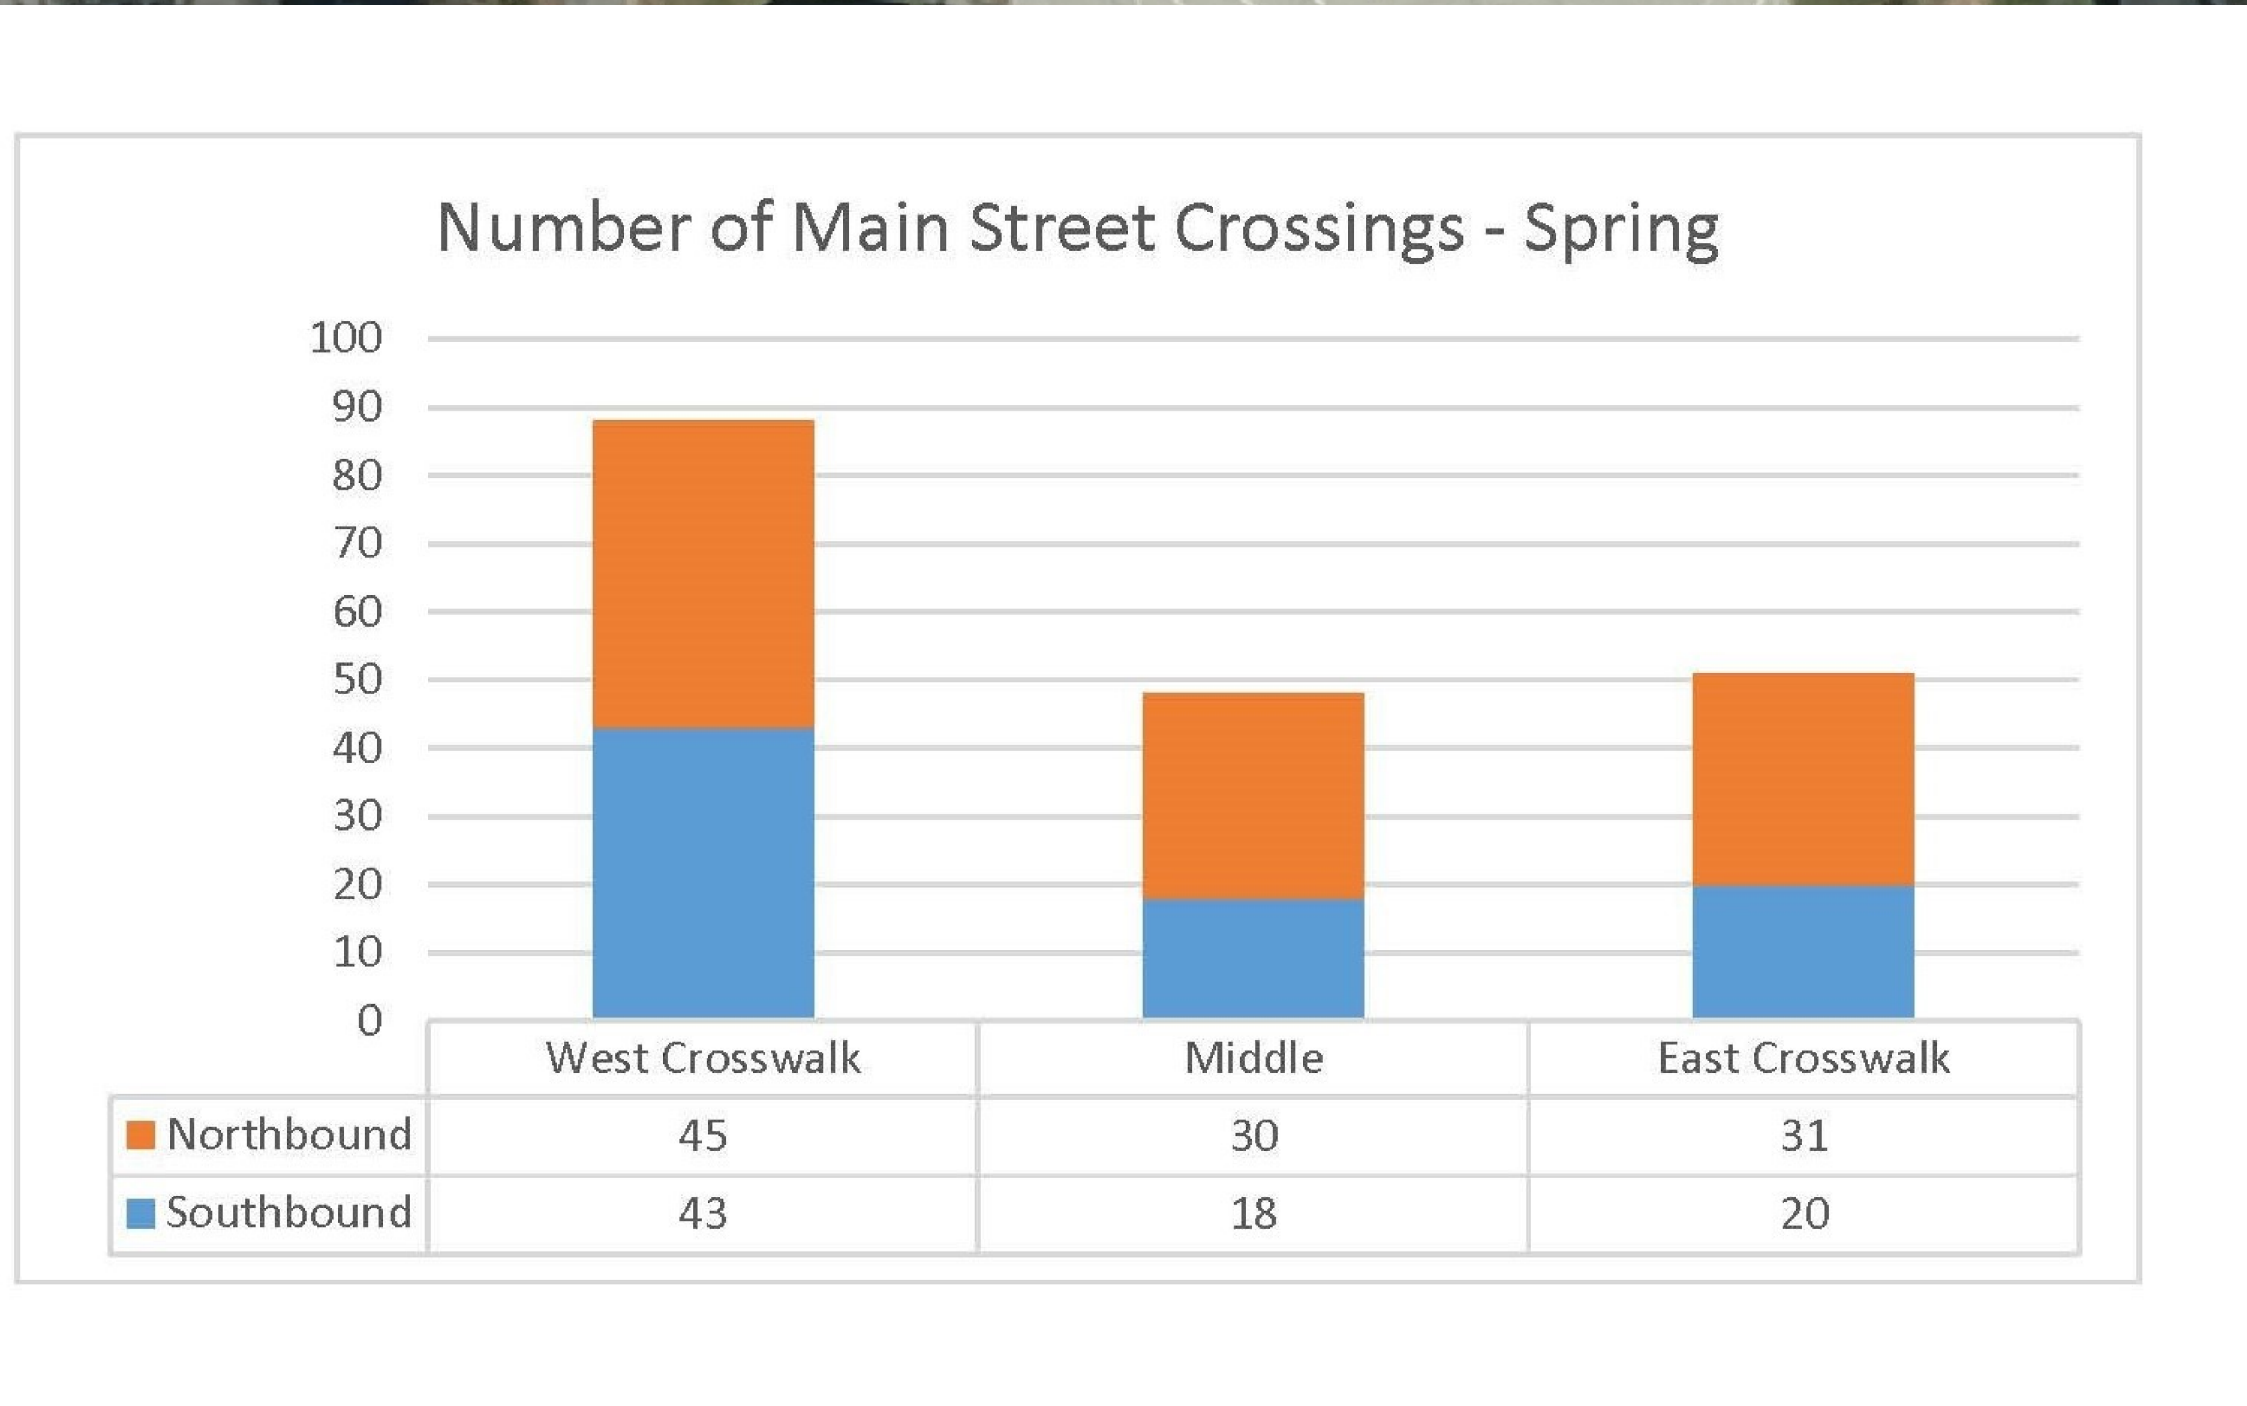 Number of Main Street Crossings - Spring
100
90
80
70
60
50
40
30
20
10
0
West Crosswalk Middle East Crosswalk
Northbound 45 30 31
Southbound 43 18 20